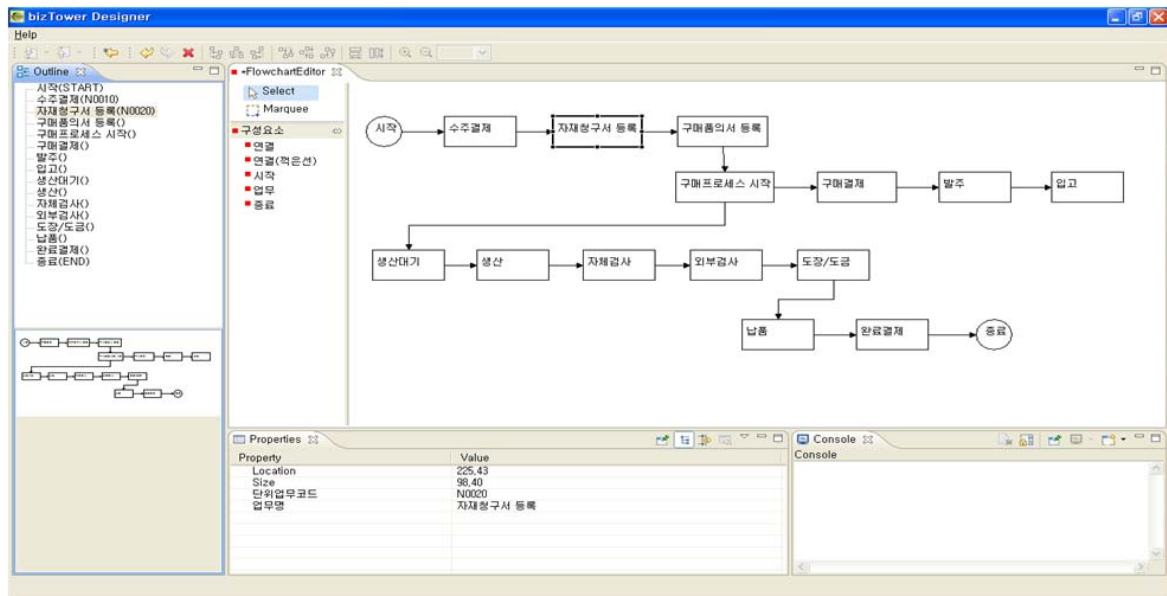 bizTower Designer
Help
Outline
시작(START)
수주결제(N0010)
자재청구서 등록(N0020)
구매품의서 등록()
구매프로세스 시작()
구매결제()
발주()
입고()
생산대기()
생산()
자체검사()
외부검사()
도장/도금()
납품()
완료결제()
종료(END)
*FlowchartEditor
Select
Marquee
구성요소
연결
연결(꺽은선)
시작
업무
종료
시작 수주결제 자재청구서 등록 구매품의서 등록
구매프로세스 시작 구매결제 발주 입고
생산대기 생산 자체검사 외부검사 도장/도금
납품 완료결제 종료
Properties
Property Value
Location 225,43
Size 98,40
단위업무코드 N0020
업무명 자재청구서 등록
Console
Console